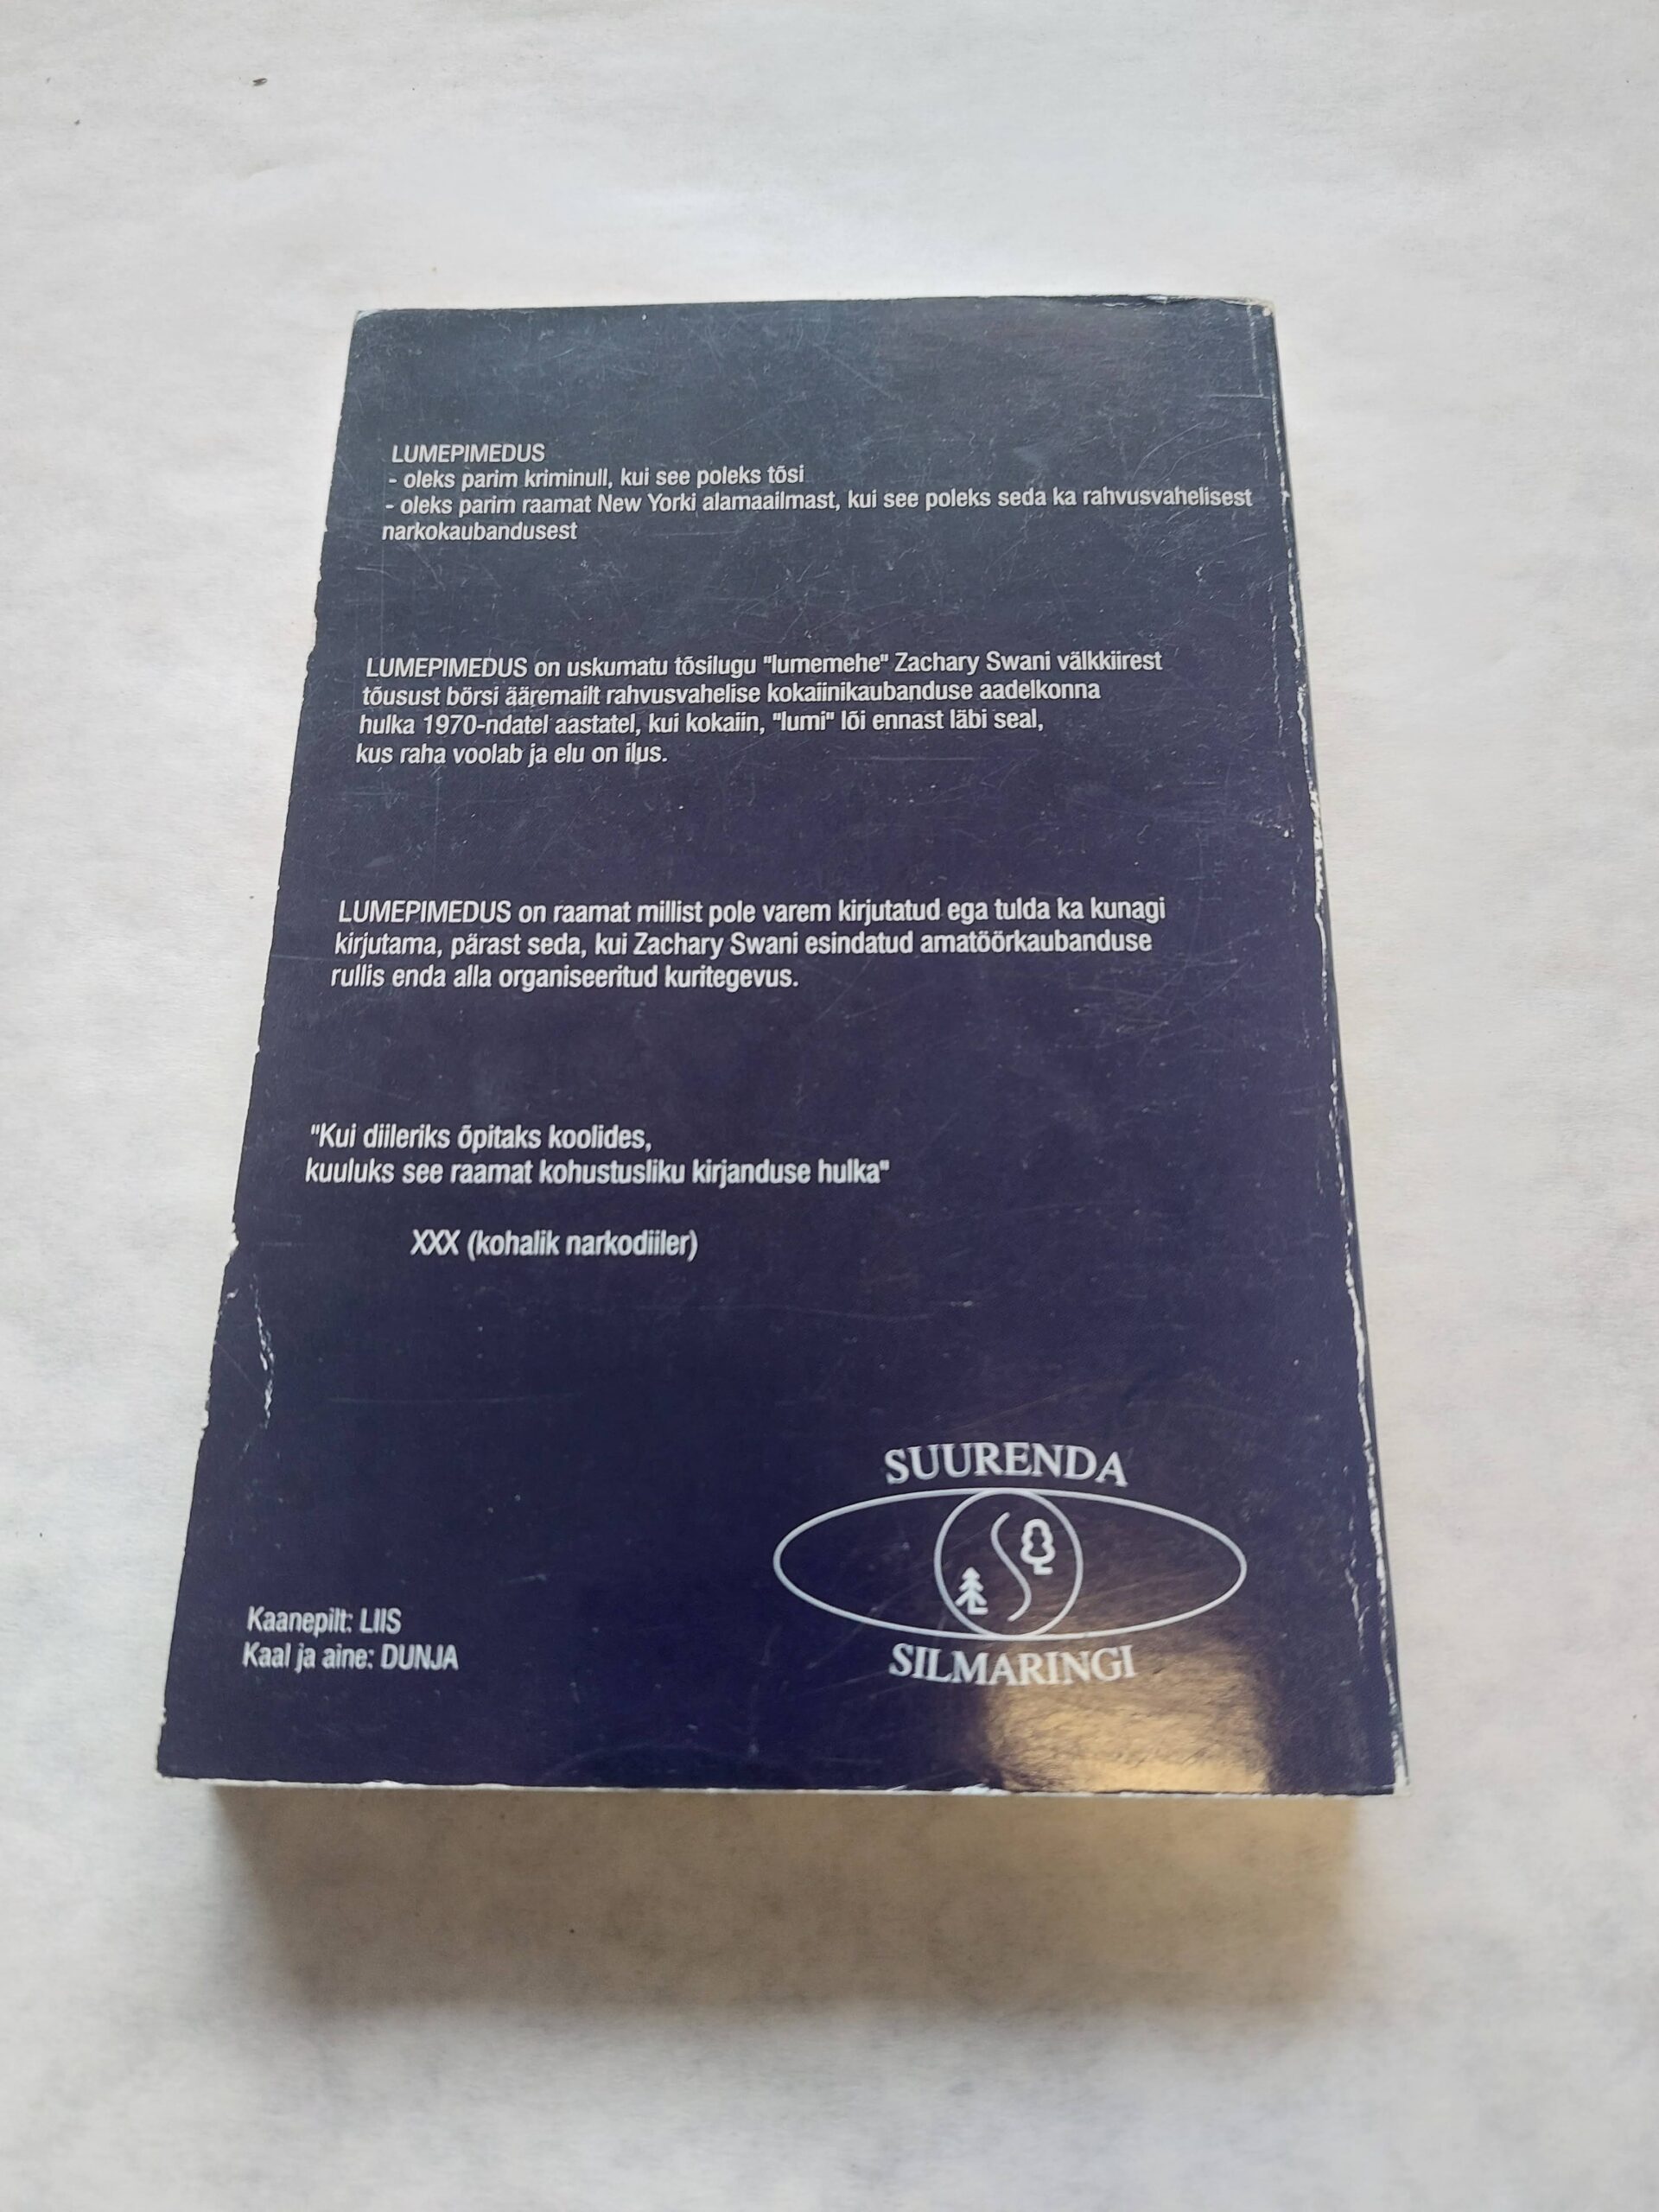 LUMEPIMEDUS
- oleks parim kriminull, kui see poleks tõsi
- oleks parim raamat New Yorki alamaailmast, kui see poleks seda ka rahvusvahelisest
narkokaubandusest
LUMEPIMEDUS on uskumatu tõsilugu "lumemehe" Zachary Swani välkkiirest
tõusust börsi ääremailt rahvusvahelise kokaiinikaubanduse aadelkonna
hulka 1970-ndatel aastatel, kui kokaiin, "lumi" lõi ennast läbi seal,
kus raha voolab ja elu on ilus.
LUMEPIMEDUS on raamat millist pole varem kirjutatud ega tulda ka kunagi
kirjutama, pärast seda, kui Zachary Swani esindatud amatöörkaubanduse
rullis enda alla organiseeritud kuritegevus.
"Kui diileriks õpitaks koolides,
kuuluks see raamat kohustusliku kirjanduse hulka"
XXX (kohalik narkodiiler)
SUURENDA
SILMARINGI
Kaanepilt: LIIS
Kaal ja aine: DUNJA